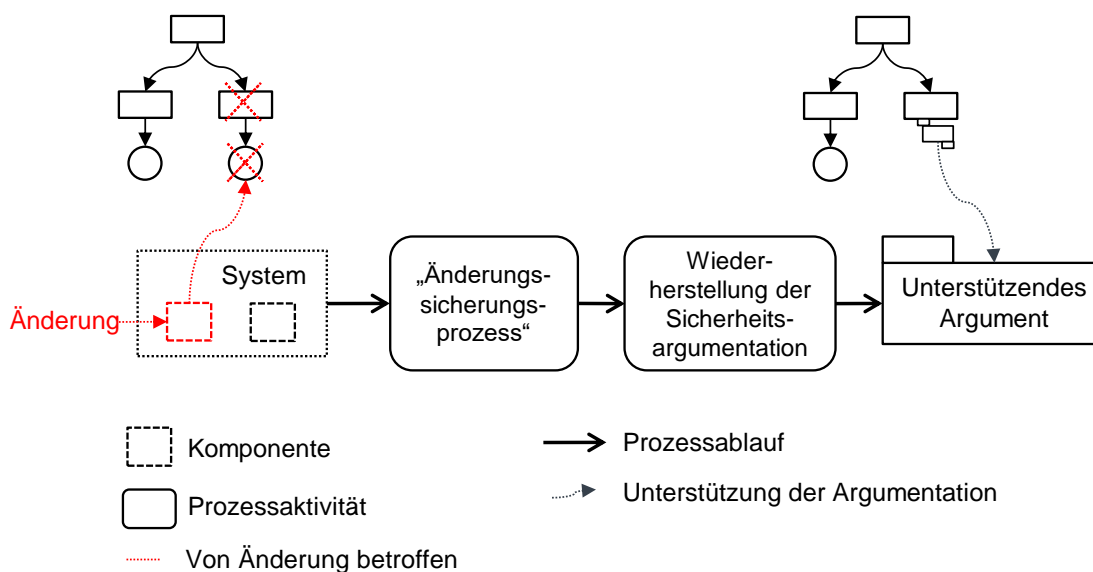 System
Änderung
„Änderungs-
sicherungs-
prozess“
Wieder-
herstellung der
Sicherheits-
argumentation
Unterstützendes
Argument
Komponente
Prozessaktivität
Von Änderung betroffen
Prozessablauf
Unterstützung der Argumentation